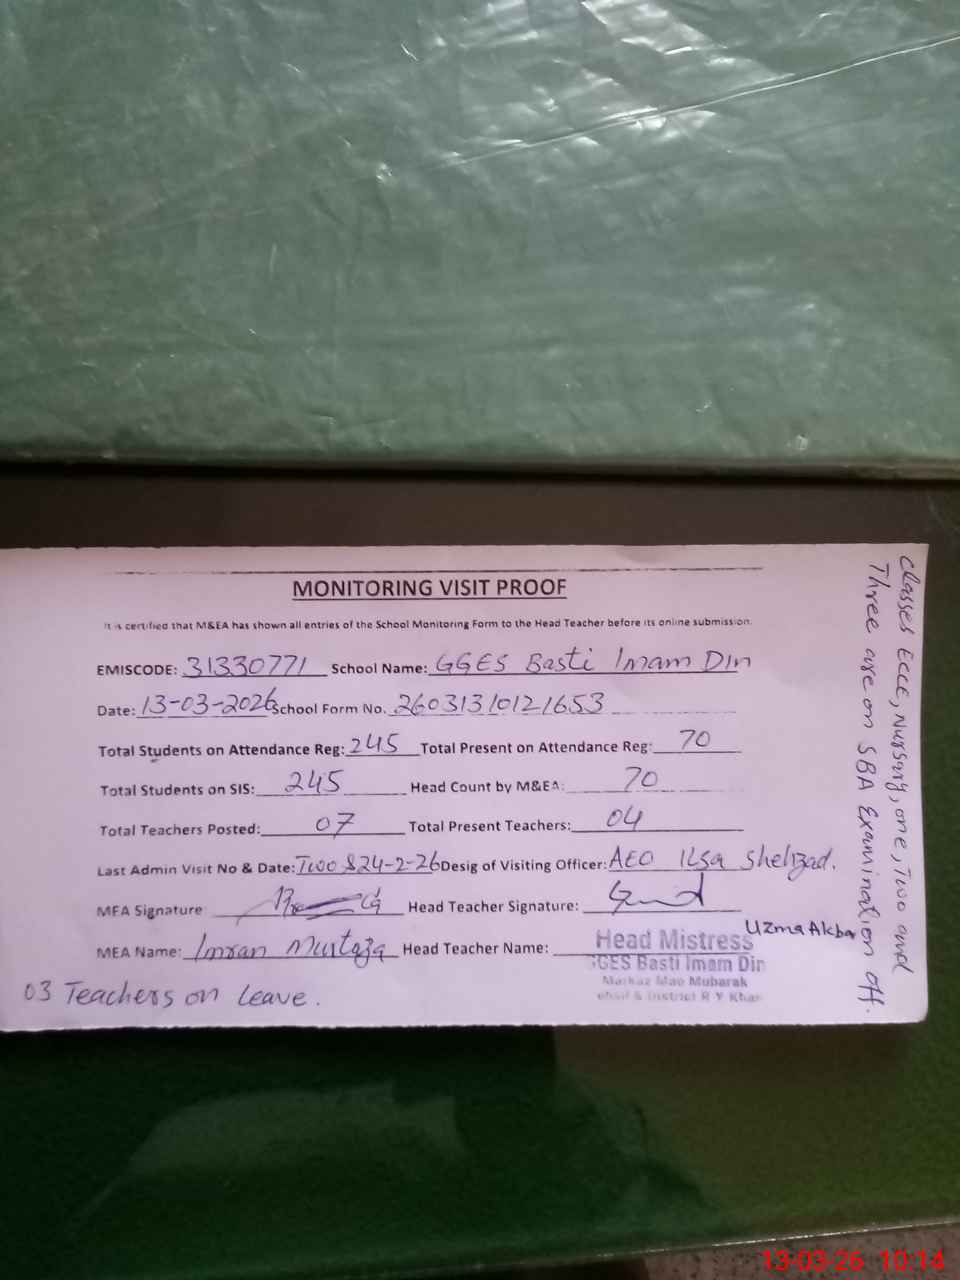 MONITORING VISIT PROOF
It is certified that M&EA has shown all entries of the School Monitoring Form to the Head Teacher before its online submission.
EMISCODE: 31330771 School Name: GGES Basti Imam Din
Date: 13-03-2026 School Form No. 26031310121653
Total Students on Attendance Reg: 245 Total Present on Attendance Reg: 70
Total Students on SIS: 245 Head Count by M&EA: 70
Total Teachers Posted: 07 Total Present Teachers: 04
Last Admin Visit No & Date: Two & 24-2-26 Desig of Visiting Officer: AEO Ilsa Shehzad.
MFA Signature Head Teacher Signature:
MEA Name: Imran Murtaza Head Teacher Name: Uzma Akbar
Head Mistress
GGES Basti Imam Din
Markaz Mao Mubarak
& District R Y Khan
03 Teachers on leave.
Classes ECCE, Nursary, one, Two and
Three are on SBA Examination off.
13-03-26 10:14